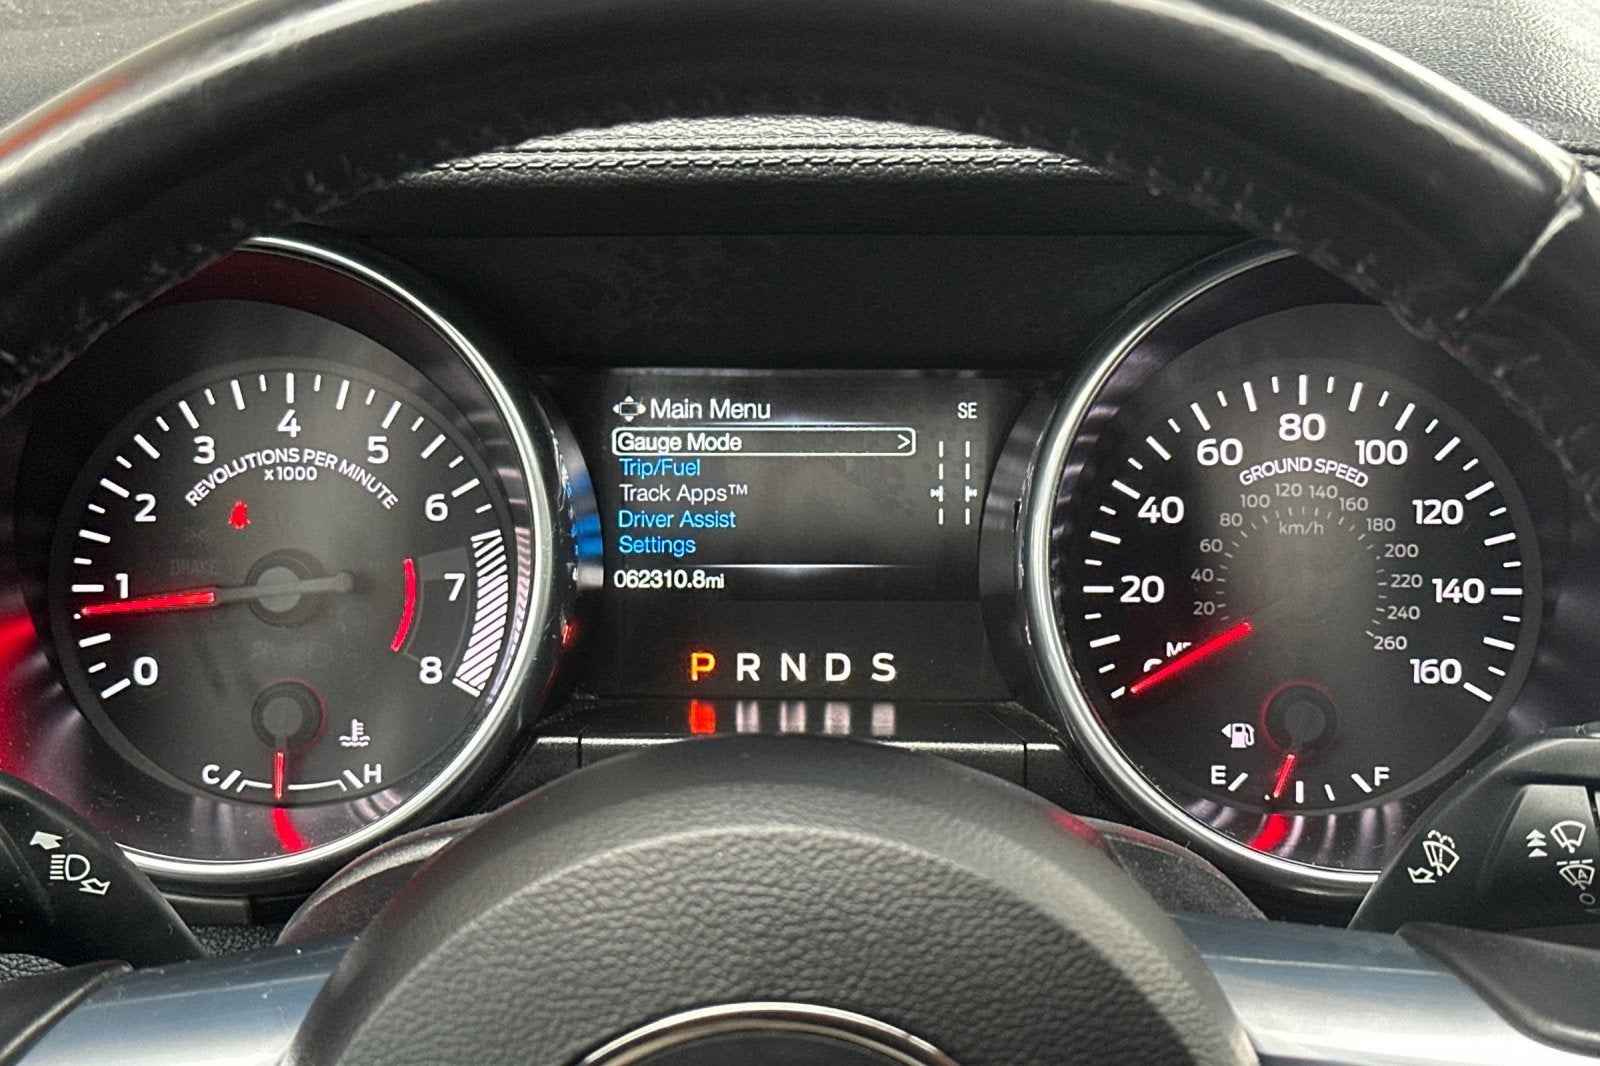 Main Menu SE
Gauge Mode >
Trip/Fuel
Track Apps™
Driver Assist
Settings
062310.8mi
P R N D S
0 1 2 3 4 5 6 7 8
REVOLUTIONS PER MINUTE
x1000
C H
20 40 60 80 100 120 140 160
GROUND SPEED
20 40 60 80 100 120 140 160 180 200 220 240 260
km/h
E F
A